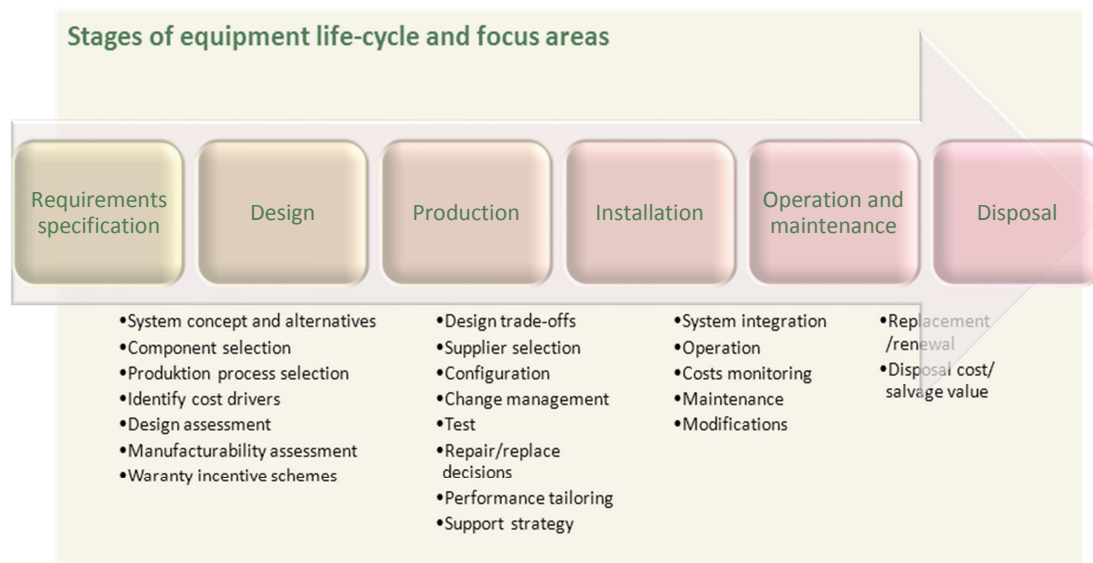 Stages of equipment life-cycle and focus areas
Requirements
specification
Design
Production
Installation
Operation and
maintenance
Disposal
•System concept and alternatives
•Component selection
•Produktion process selection
•Identify cost drivers
•Design assessment
•Manufacturability assessment
•Waranty incentive schemes
•Design trade-offs
•Supplier selection
•Configuration
•Change management
•Test
•Repair/replace
decisions
•Performance tailoring
•Support strategy
•System integration
•Operation
•Costs monitoring
•Maintenance
•Modifications
•Replacement
/renewal
•Disposal cost/
salvage value